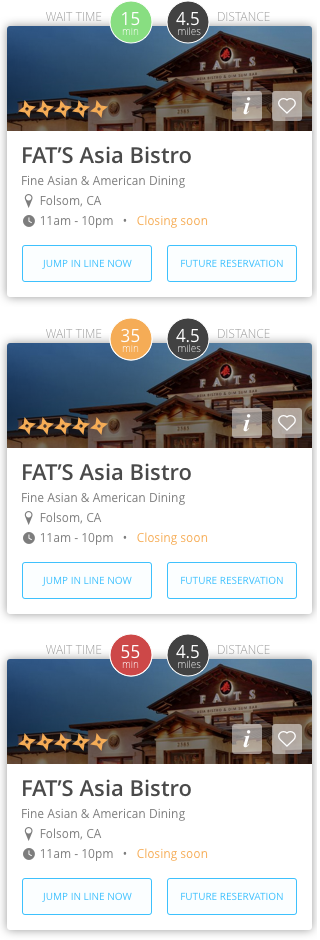 WAIT TIME 15 min 4.5 miles DISTANCE
FATS
i
FAT'S Asia Bistro
Fine Asian & American Dining
Folsom, CA
11am - 10pm • Closing soon
JUMP IN LINE NOW FUTURE RESERVATION
WAIT TIME 35 min 4.5 miles DISTANCE
FATS
i
FAT'S Asia Bistro
Fine Asian & American Dining
Folsom, CA
11am - 10pm • Closing soon
JUMP IN LINE NOW FUTURE RESERVATION
WAIT TIME 55 min 4.5 miles DISTANCE
FATS
i
FAT'S Asia Bistro
Fine Asian & American Dining
Folsom, CA
11am - 10pm • Closing soon
JUMP IN LINE NOW FUTURE RESERVATION